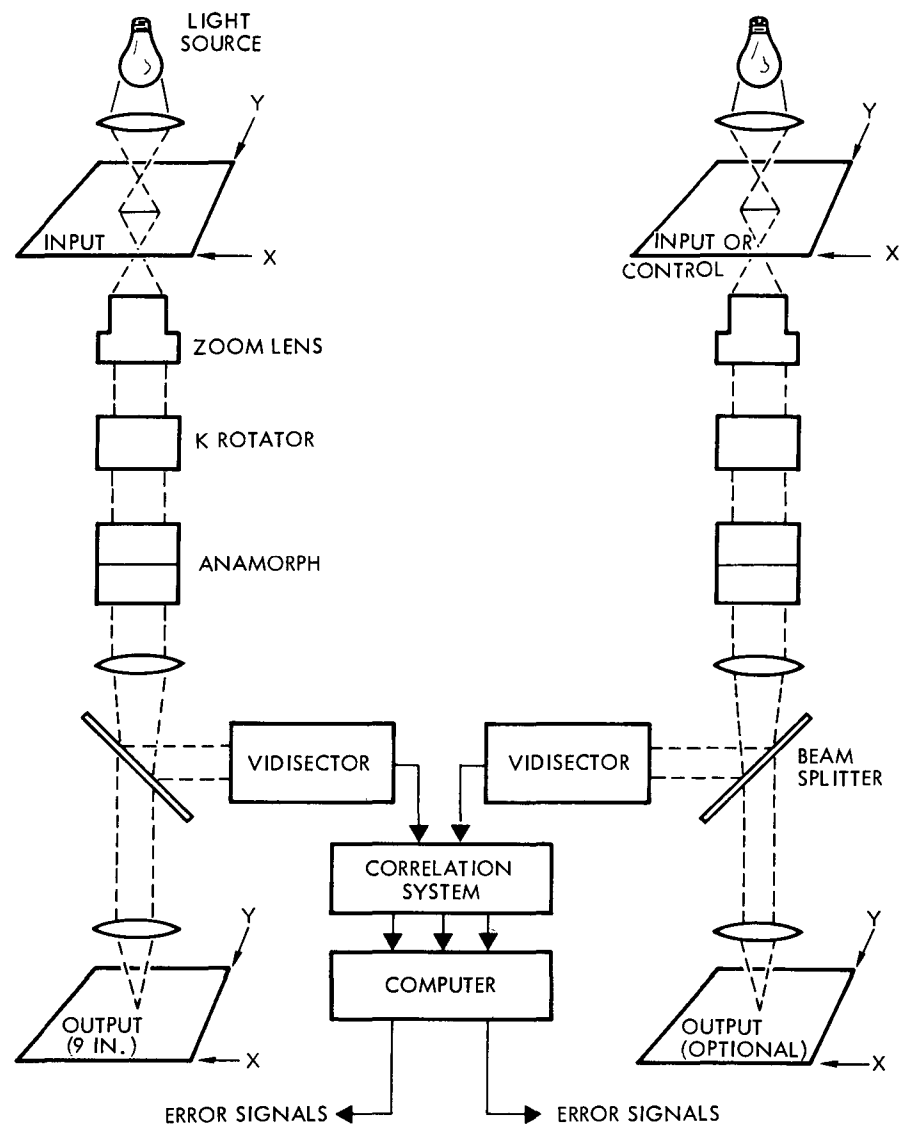 LIGHT
SOURCE
Y
Y
INPUT
X
INPUT OR
CONTROL
X
ZOOM LENS
K ROTATOR
ANAMORPH
VIDISECTOR
VIDISECTOR
BEAM
SPLITTER
CORRELATION
SYSTEM
COMPUTER
Y
Y
OUTPUT
(9 IN.)
X
OUTPUT
(OPTIONAL)
X
ERROR SIGNALS
ERROR SIGNALS